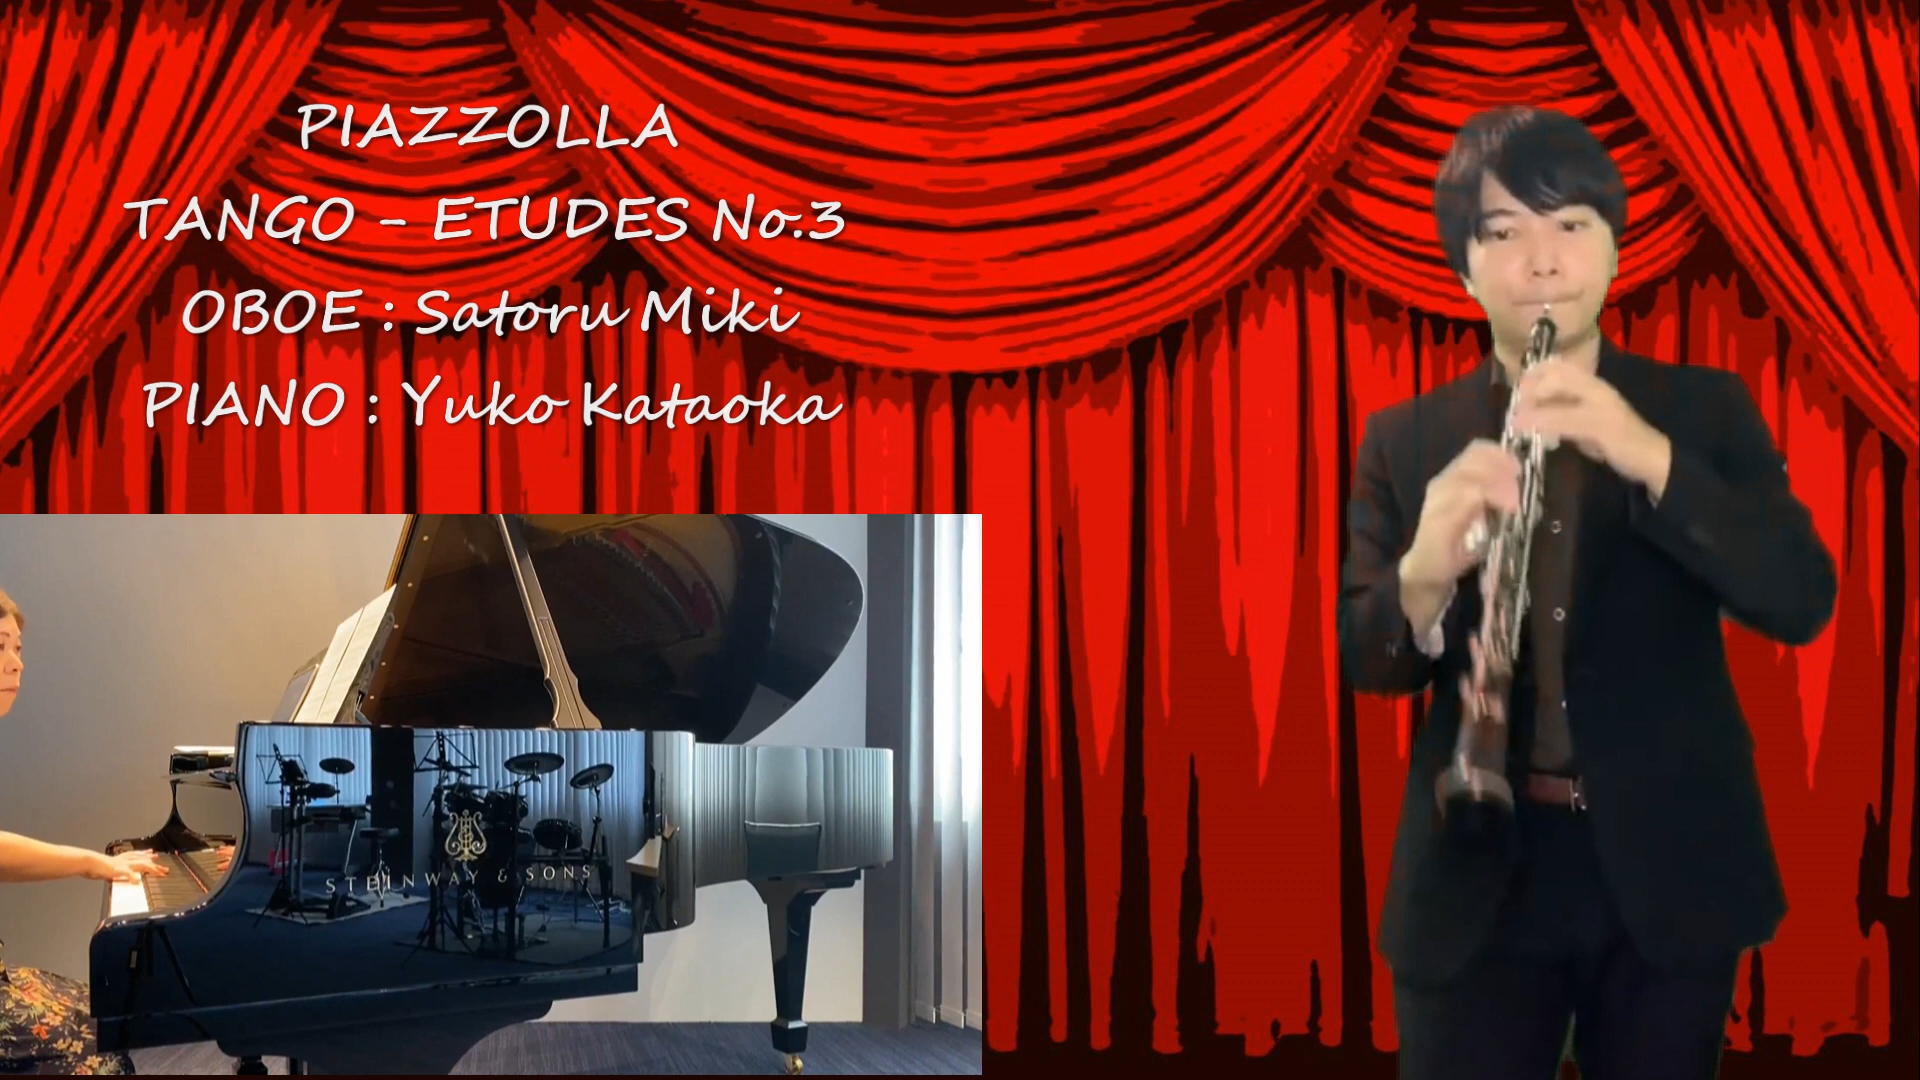 PIAZZOLLA
TANGO - ETUDES No.3
OBOE : Satoru Miki
PIANO : Yuko Kataoka
STEINWAY & SONS